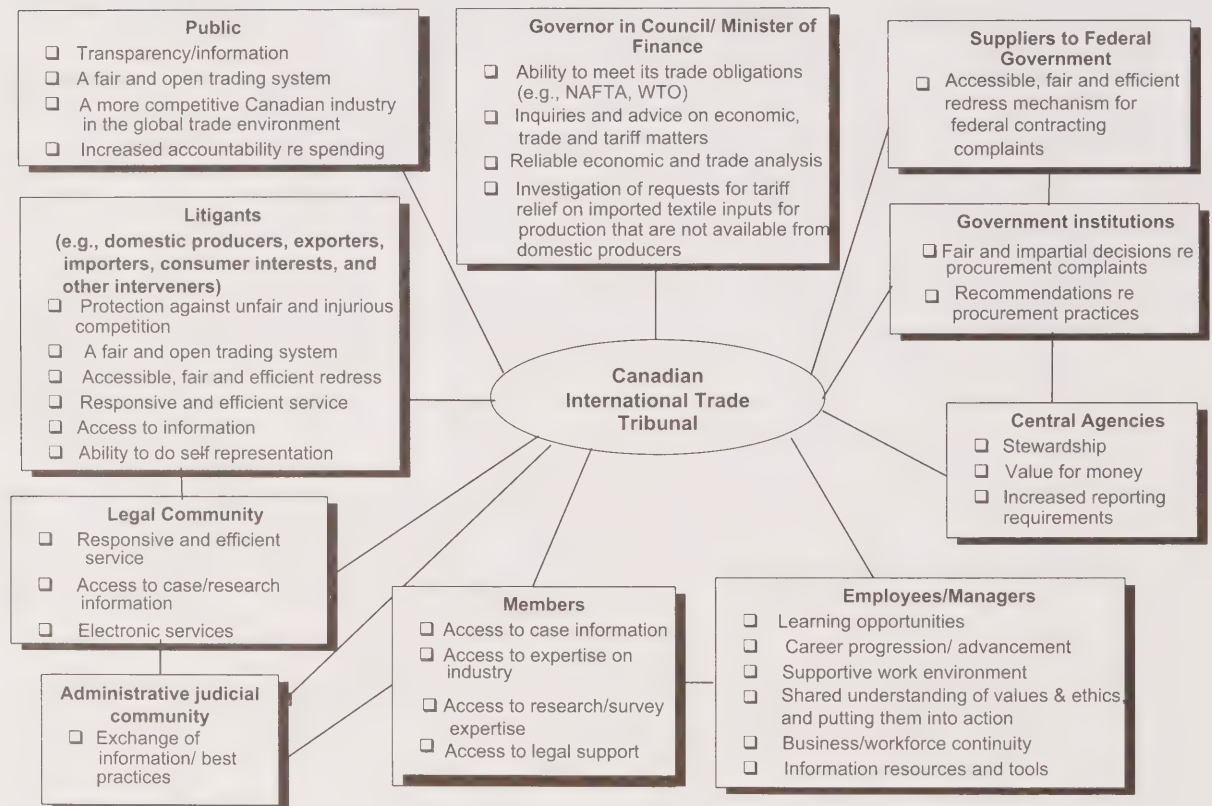 Public
❑ Transparency/information
❑ A fair and open trading system
❑ A more competitive Canadian industry
in the global trade environment
❑ Increased accountability re spending
Governor in Council/ Minister of
Finance
❑ Ability to meet its trade obligations
(e.g., NAFTA, WTO)
❑ Inquiries and advice on economic,
trade and tariff matters
❑ Reliable economic and trade analysis
❑ Investigation of requests for tariff
relief on imported textile inputs for
production that are not available from
domestic producers
Suppliers to Federal
Government
❑ Accessible, fair and efficient
redress mechanism for
federal contracting
complaints
Litigants
(e.g., domestic producers, exporters,
importers, consumer interests, and
other interveners)
❑ Protection against unfair and injurious
competition
❑ A fair and open trading system
❑ Accessible, fair and efficient redress
❑ Responsive and efficient service
❑ Access to information
❑ Ability to do self representation
Government institutions
❑ Fair and impartial decisions re
procurement complaints
❑ Recommendations re
procurement practices
Canadian
International Trade
Tribunal
Central Agencies
❑ Stewardship
❑ Value for money
❑ Increased reporting
requirements
Legal Community
❑ Responsive and efficient
service
❑ Access to case/research
information
❑ Electronic services
Members
❑ Access to case information
❑ Access to expertise on
industry
❑ Access to research/survey
expertise
❑ Access to legal support
Employees/Managers
❑ Learning opportunities
❑ Career progression/ advancement
❑ Supportive work environment
❑ Shared understanding of values & ethics,
and putting them into action
❑ Business/workforce continuity
❑ Information resources and tools
Administrative judicial
community
❑ Exchange of
information/ best
practices